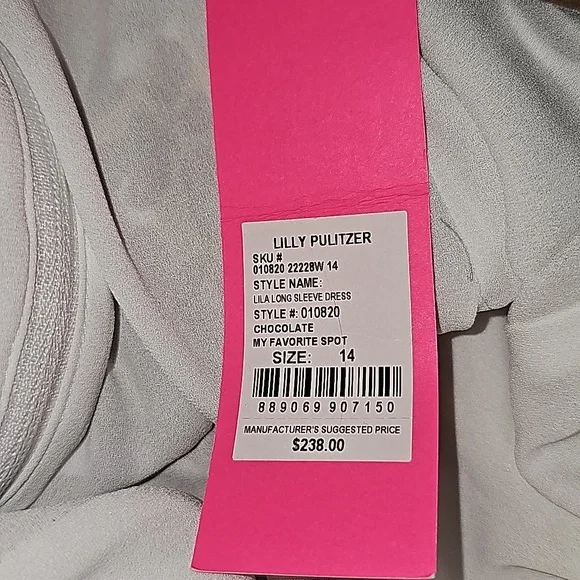 LILLY PULITZER
SKU #
010820 22228W 14
STYLE NAME:
LILA LONG SLEEVE DRESS
STYLE #: 010820
CHOCOLATE
MY FAVORITE SPOT
SIZE: 14
889069 907150
MANUFACTURER'S SUGGESTED PRICE
$238.00